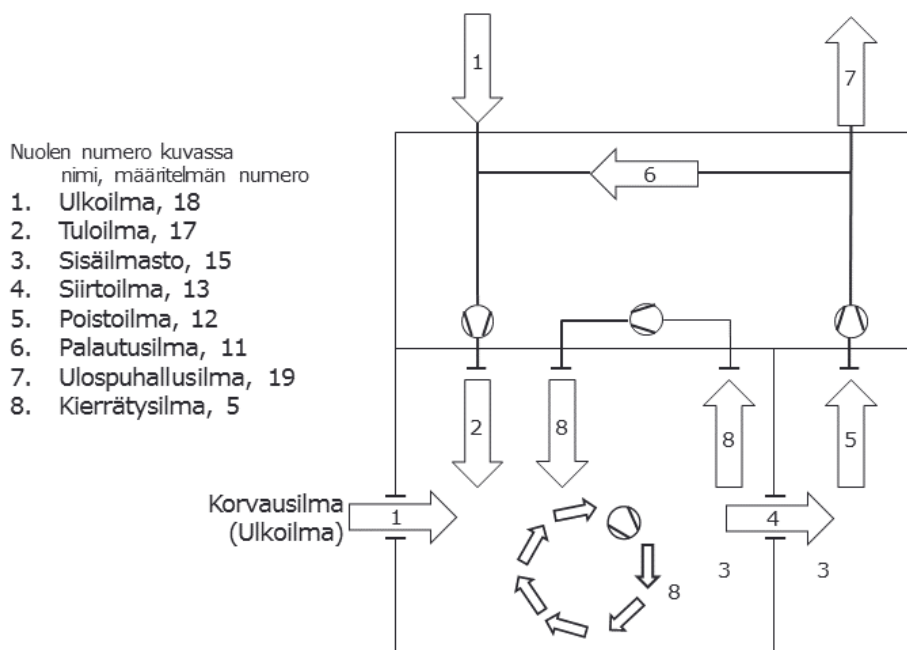 1
7
6
Nuolen numero kuvassa
nimi, määritelmän numero
1. Ulkoilma, 18
2. Tuloilma, 17
3. Sisäilmasto, 15
4. Siirtoilma, 13
5. Poistoilma, 12
6. Palautusilma, 11
7. Ulospuhallusilma, 19
8. Kierrätysilma, 5
2
8
8
5
Korvausilma
(Ulkoilma)
1
4
3
3
8